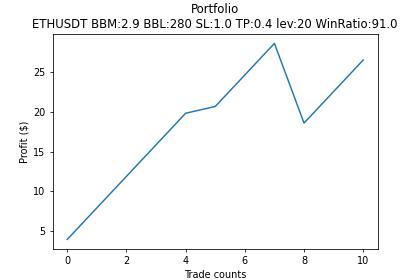 Portfolio
ETHUSDT BBM:2.9 BBL:280 SL:1.0 TP:0.4 lev:20 WinRatio:91.0
25
20
15
10
5
Profit ($)
0 2 4 6 8 10
Trade counts